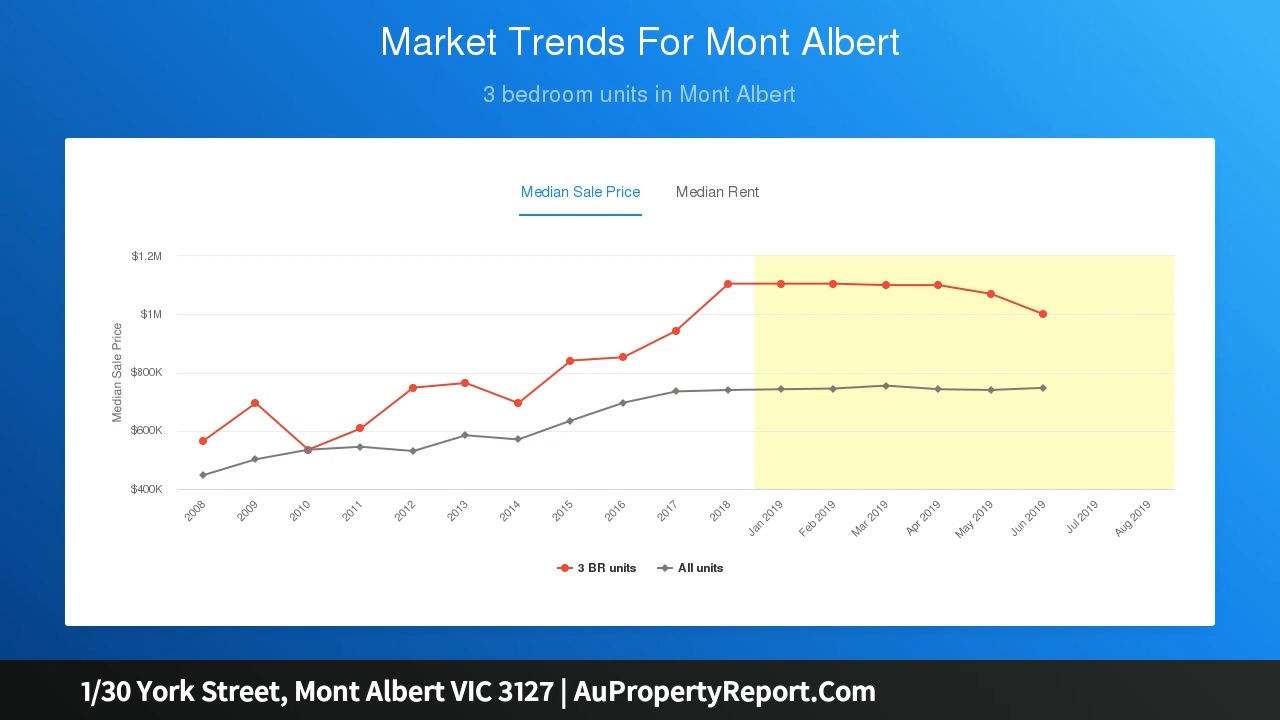 Market Trends For Mont Albert
3 bedroom units in Mont Albert
Median Sale Price Median Rent
$1.2M
$1M
$800K
$600K
$400K
Median Sale Price
2008 2009 2010 2011 2012 2013 2014 2015 2016 2017 2018 Jan 2019 Feb 2019 Mar 2019 Apr 2019 May 2019 Jun 2019 Jul 2019 Aug 2019
3 BR units All units
1/30 York Street, Mont Albert VIC 3127 | AuPropertyReport.Com